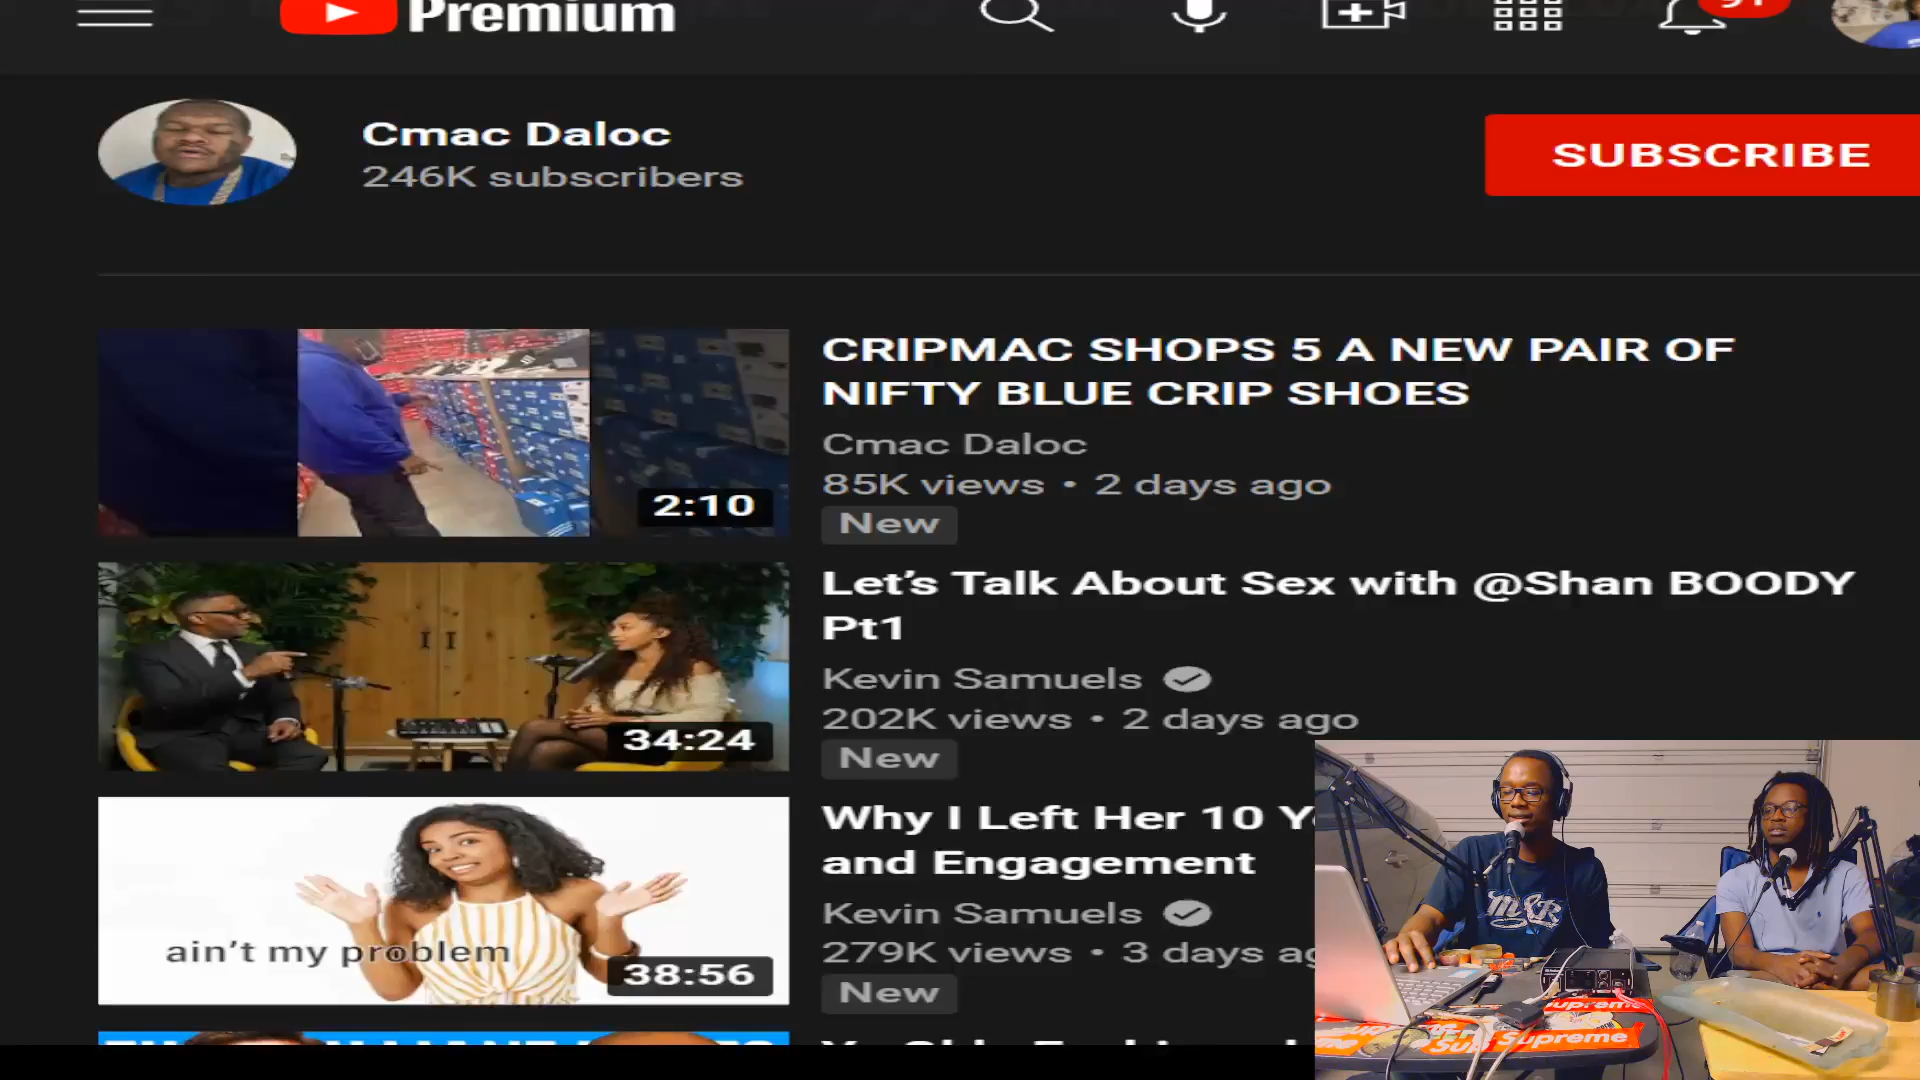 Premium
9+
Cmac Daloc
246K subscribers
SUBSCRIBE
CRIPMAC SHOPS 5 A NEW PAIR OF
NIFTY BLUE CRIP SHOES
Cmac Daloc
85K views • 2 days ago
New
2:10
Let’s Talk About Sex with @Shan BOODY
Pt1
Kevin Samuels
202K views • 2 days ago
New
34:24
Why I Left Her 10
and Engagement
Kevin Samuels
279K views • 3 days
New
ain’t my problem
38:56
M&R
Supreme
Supreme